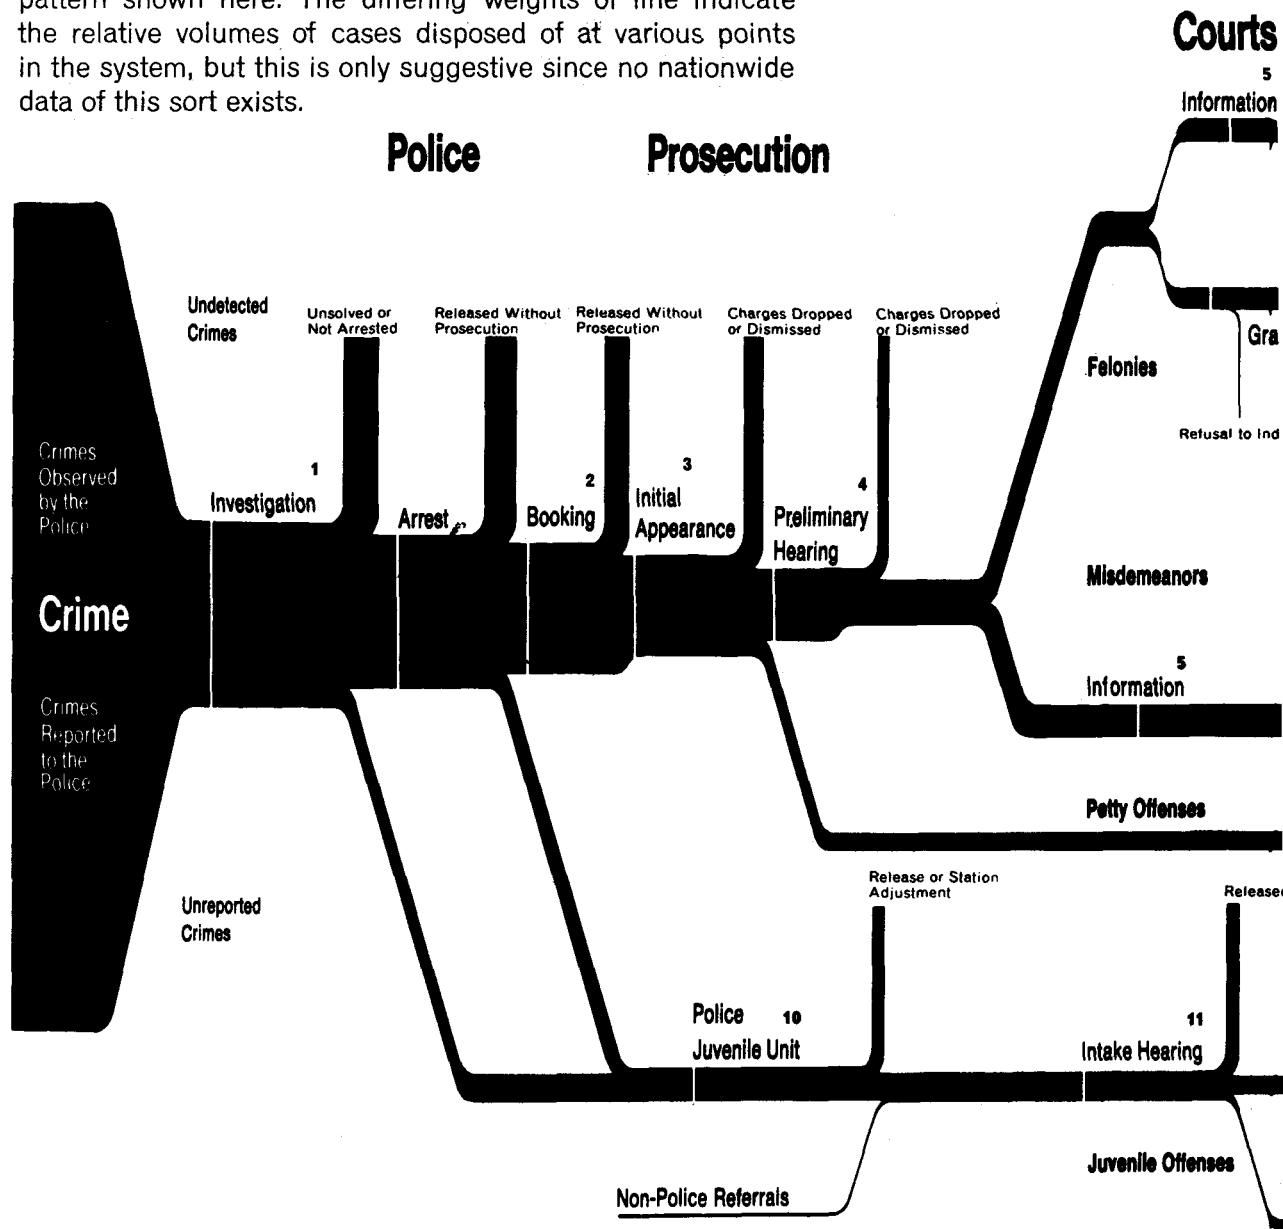 pattern shown here. The differing weights of line indicate
the relative volumes of cases disposed of at various points
in the system, but this is only suggestive since no nationwide
data of this sort exists.
Courts
5
Information
Police
Prosecution
Undetected
Crimes
Unsolved or
Not Arrested
Released Without
Prosecution
Released Without
Prosecution
Charges Dropped
or Dismissed
Charges Dropped
or Dismissed
Gra
Felonies
Refusal to Ind
Crimes
Observed
by the
Police
1
Investigation
Arrest
2
Booking
3
Initial
Appearance
4
Preliminary
Hearing
Misdemeanors
Crime
5
Information
Crimes
Reported
to the
Police
Petty Offenses
Release or Station
Adjustment
Released
Unreported
Crimes
Police 10
Juvenile Unit
11
Intake Hearing
Juvenile Offenses
Non-Police Referrals